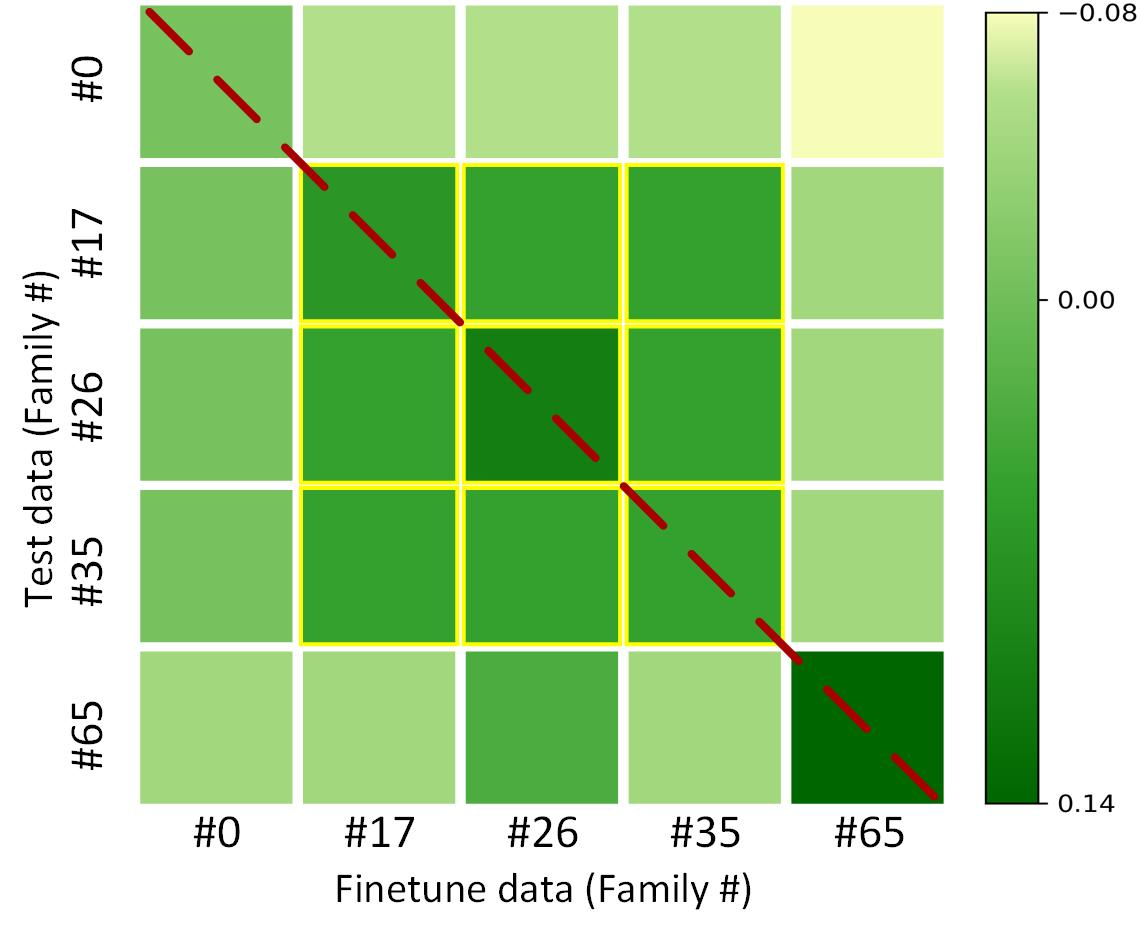 Test data (Family #)
#0
#17
#26
#35
#65
#0 #17 #26 #35 #65
Finetune data (Family #)
−0.08
0.00
0.14